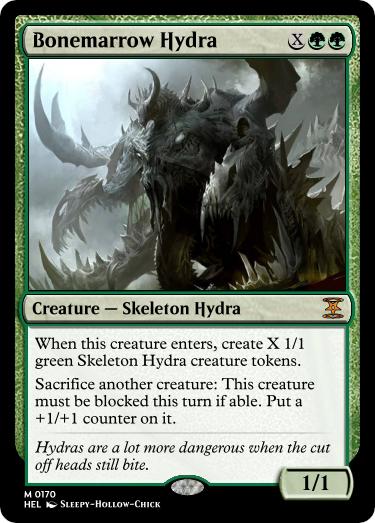 Bonemarrow Hydra X
Creature — Skeleton Hydra
When this creature enters, create X 1/1
green Skeleton Hydra creature tokens.
Sacrifice another creature: This creature
must be blocked this turn if able. Put a
+1/+1 counter on it.
Hydras are a lot more dangerous when the cut
off heads still bite.
1/1
M 0170
HEL Sleepy-Hollow-Chick